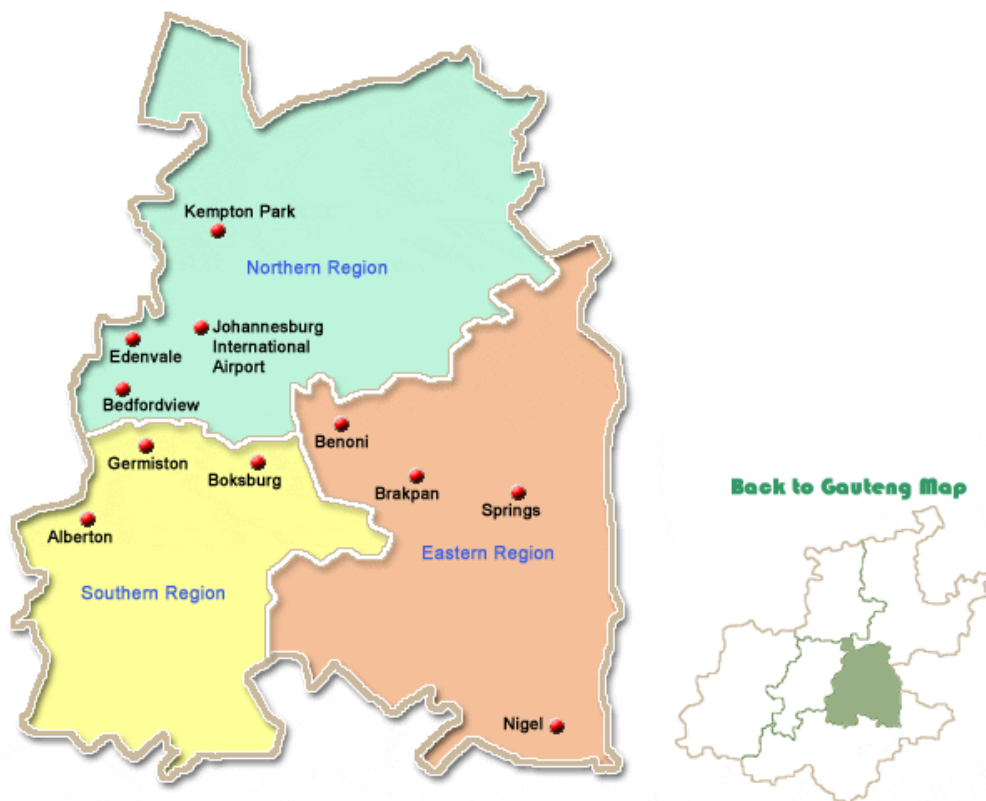 Kempton Park
Northern Region
Johannesburg
International
Airport
Edenvale
Bedfordview
Germiston
Boksburg
Alberton
Southern Region
Benoni
Brakpan
Springs
Eastern Region
Nigel
Back to Gauteng Map